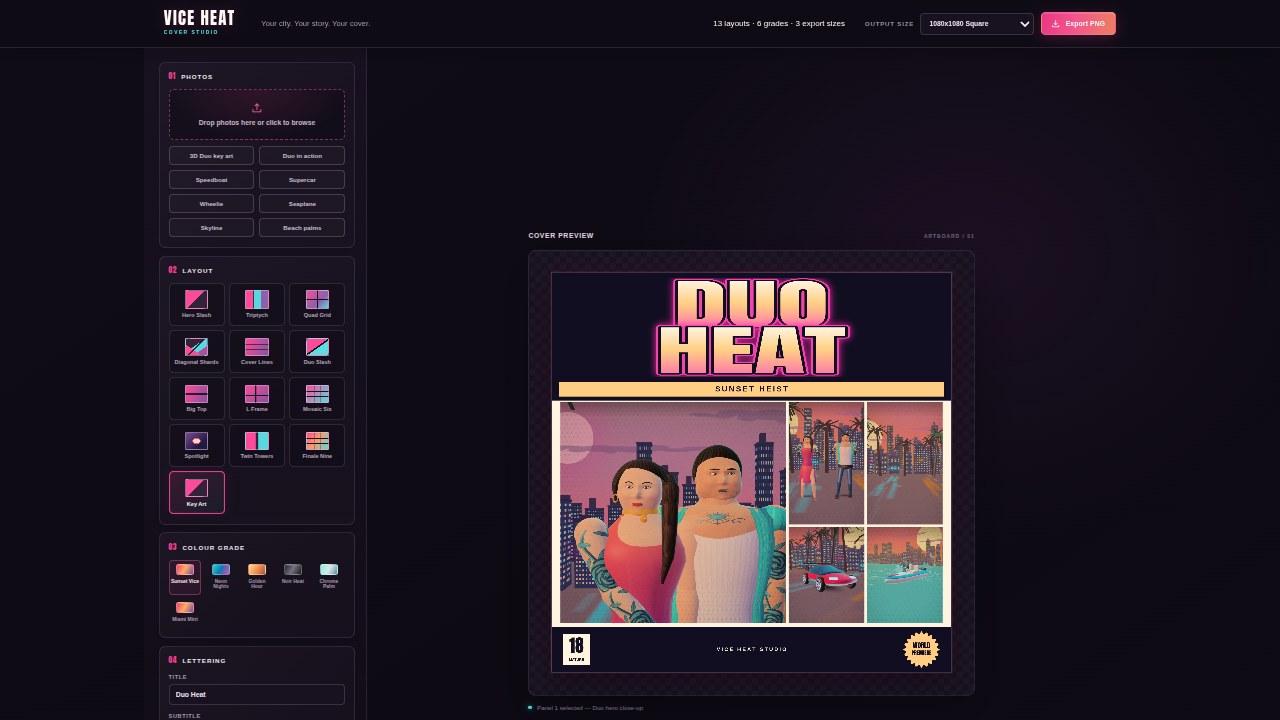 VICE HEAT
COVER STUDIO
Your city. Your story. Your cover.
13 layouts · 6 grades · 3 export sizes
OUTPUT SIZE
1080x1080 Square
Export PNG
01 PHOTOS
Drop photos here or click to browse
3D Duo key art
Duo in action
Speedboat
Supercar
Wheelie
Seaplane
Skyline
Beach palms
02 LAYOUT
Hero Slash
Triptych
Quad Grid
Diagonal Shards
Cover Lines
Duo Slash
Big Top
L Frame
Mosaic Six
Spotlight
Twin Towers
Finale Nine
Key Art
03 COLOUR GRADE
Sunset Vice
Neon Nights
Golden Hour
Noir Heat
Chrome Palm
Miami Mint
04 LETTERING
TITLE
Duo Heat
SUBTITLE
COVER PREVIEW
ARTBOARD / 01
DUO
HEAT
SUNSET HEIST
18
MATURE
VICE HEAT STUDIO
WORLD
PREMIERE
Panel 1 selected — Duo hero close-up